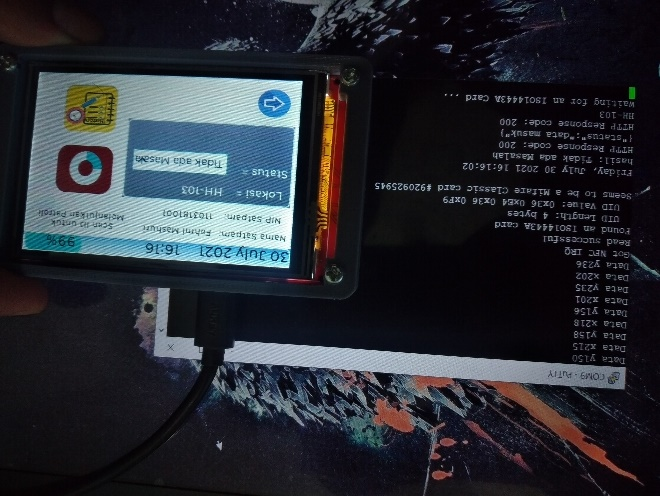 30 July 2021 16:16 99%
Nama Satpam: Fehmi Mashuri
NIP Satpam: 1103181001
Scan ID Untuk
Melanjutkan Patroli
Lokasi = HH-103
Status = Tidak ada Masalah
COM9 - PuTTY
Data y150
Data x215
Data y158
Data x218
Data y156
Data x201
Data y235
Data x202
Data y236
Got NFC IRQ
Read successful
Found an ISO14443A card
UID Length: 4 bytes
UID Value: 0x36 0x36 0xE4 0xF9
Seems to be a Mifare Classic card #920925945
Friday, 30 July 2021 16:16:02
hasil: Tidak ada Masalah
HTTP Response code: 200
{"status":"data masuk"}
HTTP Response code: 200
HH-103
Waiting for an ISO14443A Card ...